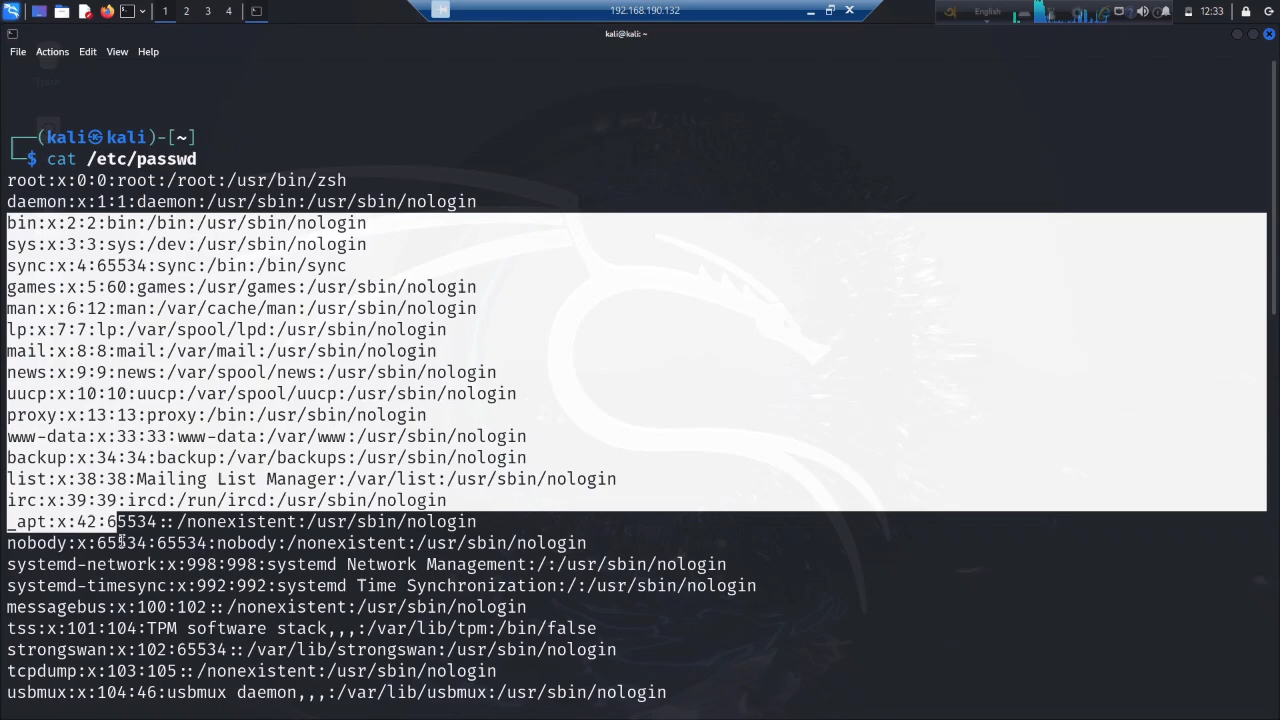 1 2 3 4 192.168.190.132 English 12:33
kali@kali: ~
File Actions Edit View Help
┌──(kali㉿kali)-[~]
└─$ cat /etc/passwd
root:x:0:0:root:/root:/usr/bin/zsh
daemon:x:1:1:daemon:/usr/sbin:/usr/sbin/nologin
bin:x:2:2:bin:/bin:/usr/sbin/nologin
sys:x:3:3:sys:/dev:/usr/sbin/nologin
sync:x:4:65534:sync:/bin:/bin/sync
games:x:5:60:games:/usr/games:/usr/sbin/nologin
man:x:6:12:man:/var/cache/man:/usr/sbin/nologin
lp:x:7:7:lp:/var/spool/lpd:/usr/sbin/nologin
mail:x:8:8:mail:/var/mail:/usr/sbin/nologin
news:x:9:9:news:/var/spool/news:/usr/sbin/nologin
uucp:x:10:10:uucp:/var/spool/uucp:/usr/sbin/nologin
proxy:x:13:13:proxy:/bin:/usr/sbin/nologin
www-data:x:33:33:www-data:/var/www:/usr/sbin/nologin
backup:x:34:34:backup:/var/backups:/usr/sbin/nologin
list:x:38:38:Mailing List Manager:/var/list:/usr/sbin/nologin
irc:x:39:39:ircd:/run/ircd:/usr/sbin/nologin
_apt:x:42:65534::/nonexistent:/usr/sbin/nologin
nobody:x:65534:65534:nobody:/nonexistent:/usr/sbin/nologin
systemd-network:x:998:998:systemd Network Management:/:/usr/sbin/nologin
systemd-timesync:x:992:992:systemd Time Synchronization:/:/usr/sbin/nologin
messagebus:x:100:102::/nonexistent:/usr/sbin/nologin
tss:x:101:104:TPM software stack,,,:/var/lib/tpm:/bin/false
strongswan:x:102:65534::/var/lib/strongswan:/usr/sbin/nologin
tcpdump:x:103:105::/nonexistent:/usr/sbin/nologin
usbmux:x:104:46:usbmux daemon,,,:/var/lib/usbmux:/usr/sbin/nologin